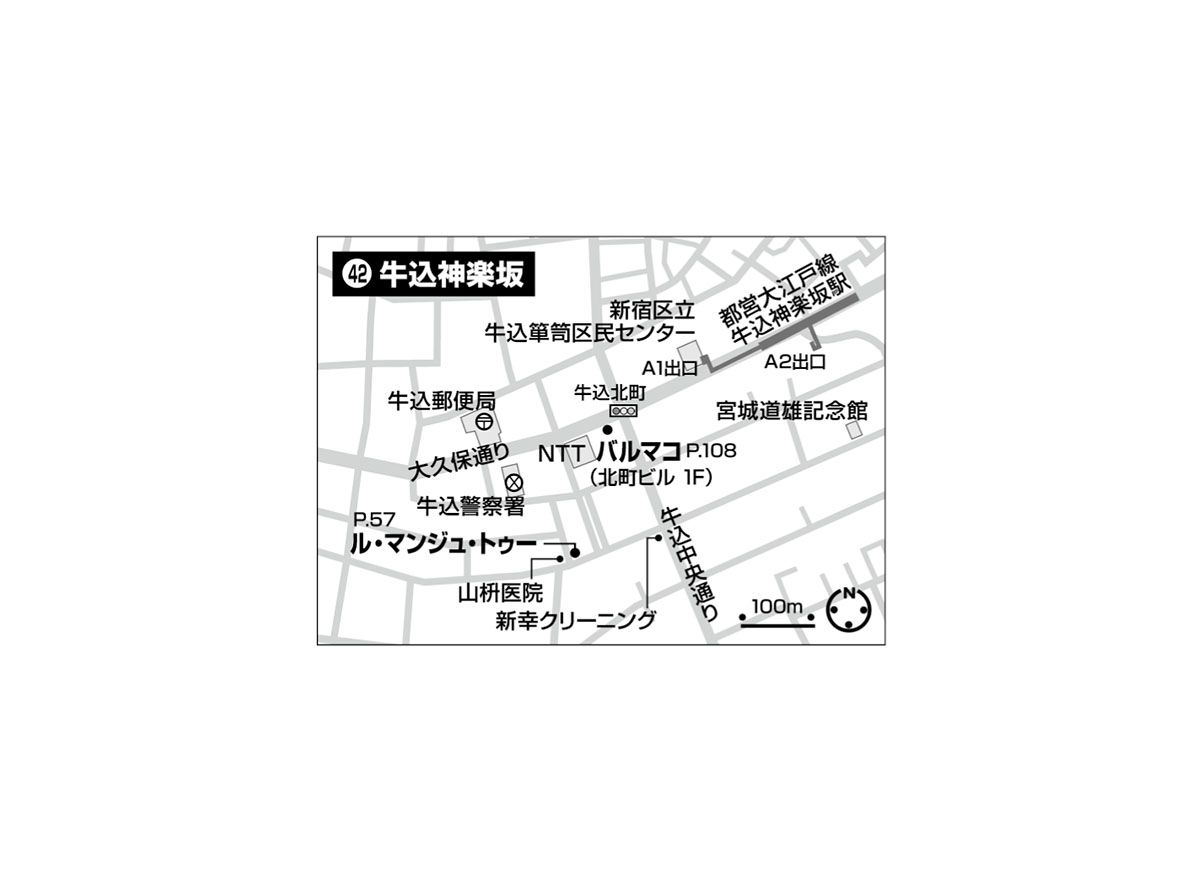 42 牛込神楽坂
都営大江戸線
牛込神楽坂駅
新宿区立
牛込箪笥区民センター
A1出口
A2出口
牛込北町
牛込郵便局
宮城道雄記念館
大久保通り
NTT
バルマコ P.108
(北町ビル 1F)
牛込警察署
P.57
ル・マンジュ・トゥー
牛込中央通り
山枡医院
新幸クリーニング
100m
N